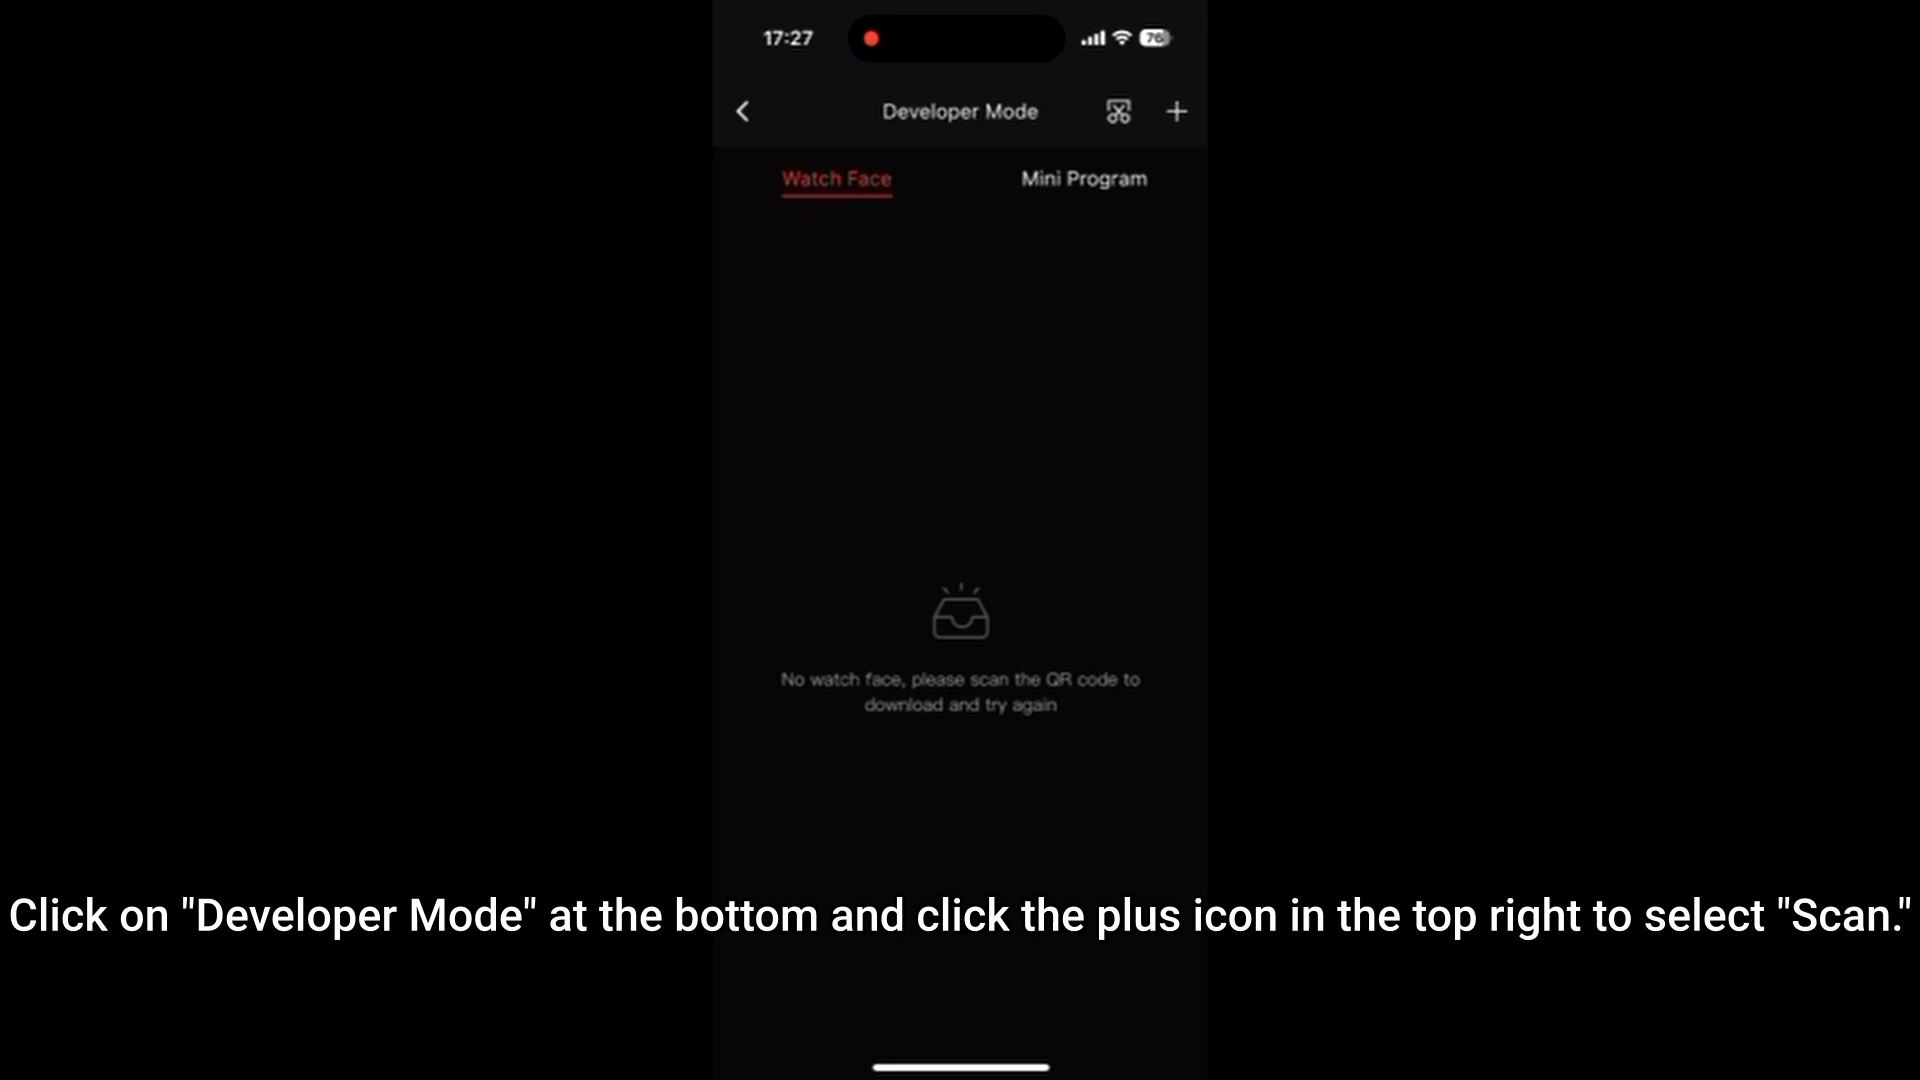 17:27
76
Developer Mode
Watch Face
Mini Program
No watch face, please scan the QR code to
download and try again
Click on "Developer Mode" at the bottom and click the plus icon in the top right to select "Scan."